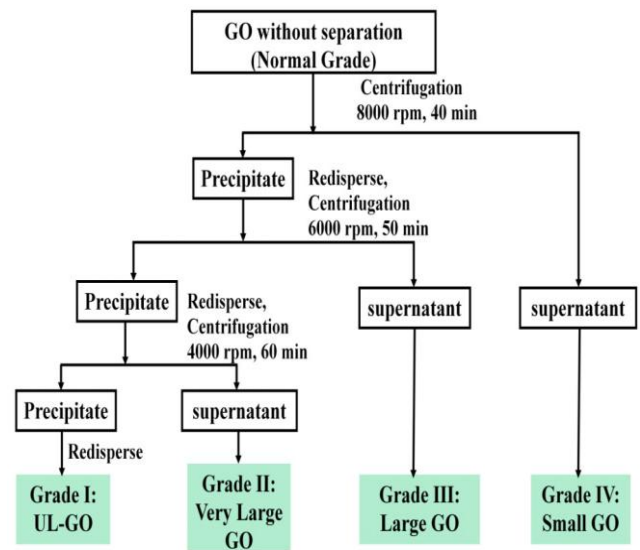 GO without separation
(Normal Grade)
Centrifugation
8000 rpm, 40 min
Precipitate
Redisperse,
Centrifugation
6000 rpm, 50 min
Precipitate
Redisperse,
Centrifugation
4000 rpm, 60 min
supernatant
supernatant
Precipitate
supernatant
Redisperse
Grade I:
UL-GO
Grade II:
Very Large
GO
Grade III:
Large GO
Grade IV:
Small GO